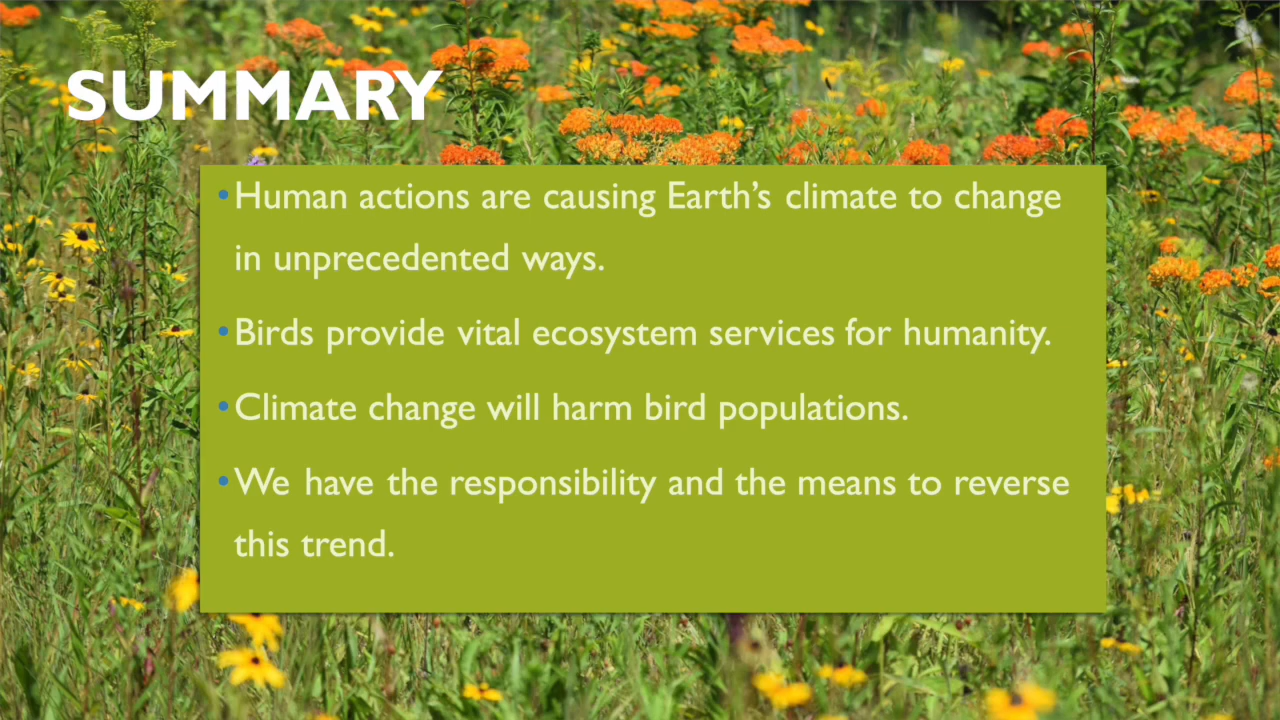 SUMMARY
•Human actions are causing Earth’s climate to change
in unprecedented ways.
•Birds provide vital ecosystem services for humanity.
•Climate change will harm bird populations.
•We have the responsibility and the means to reverse
this trend.